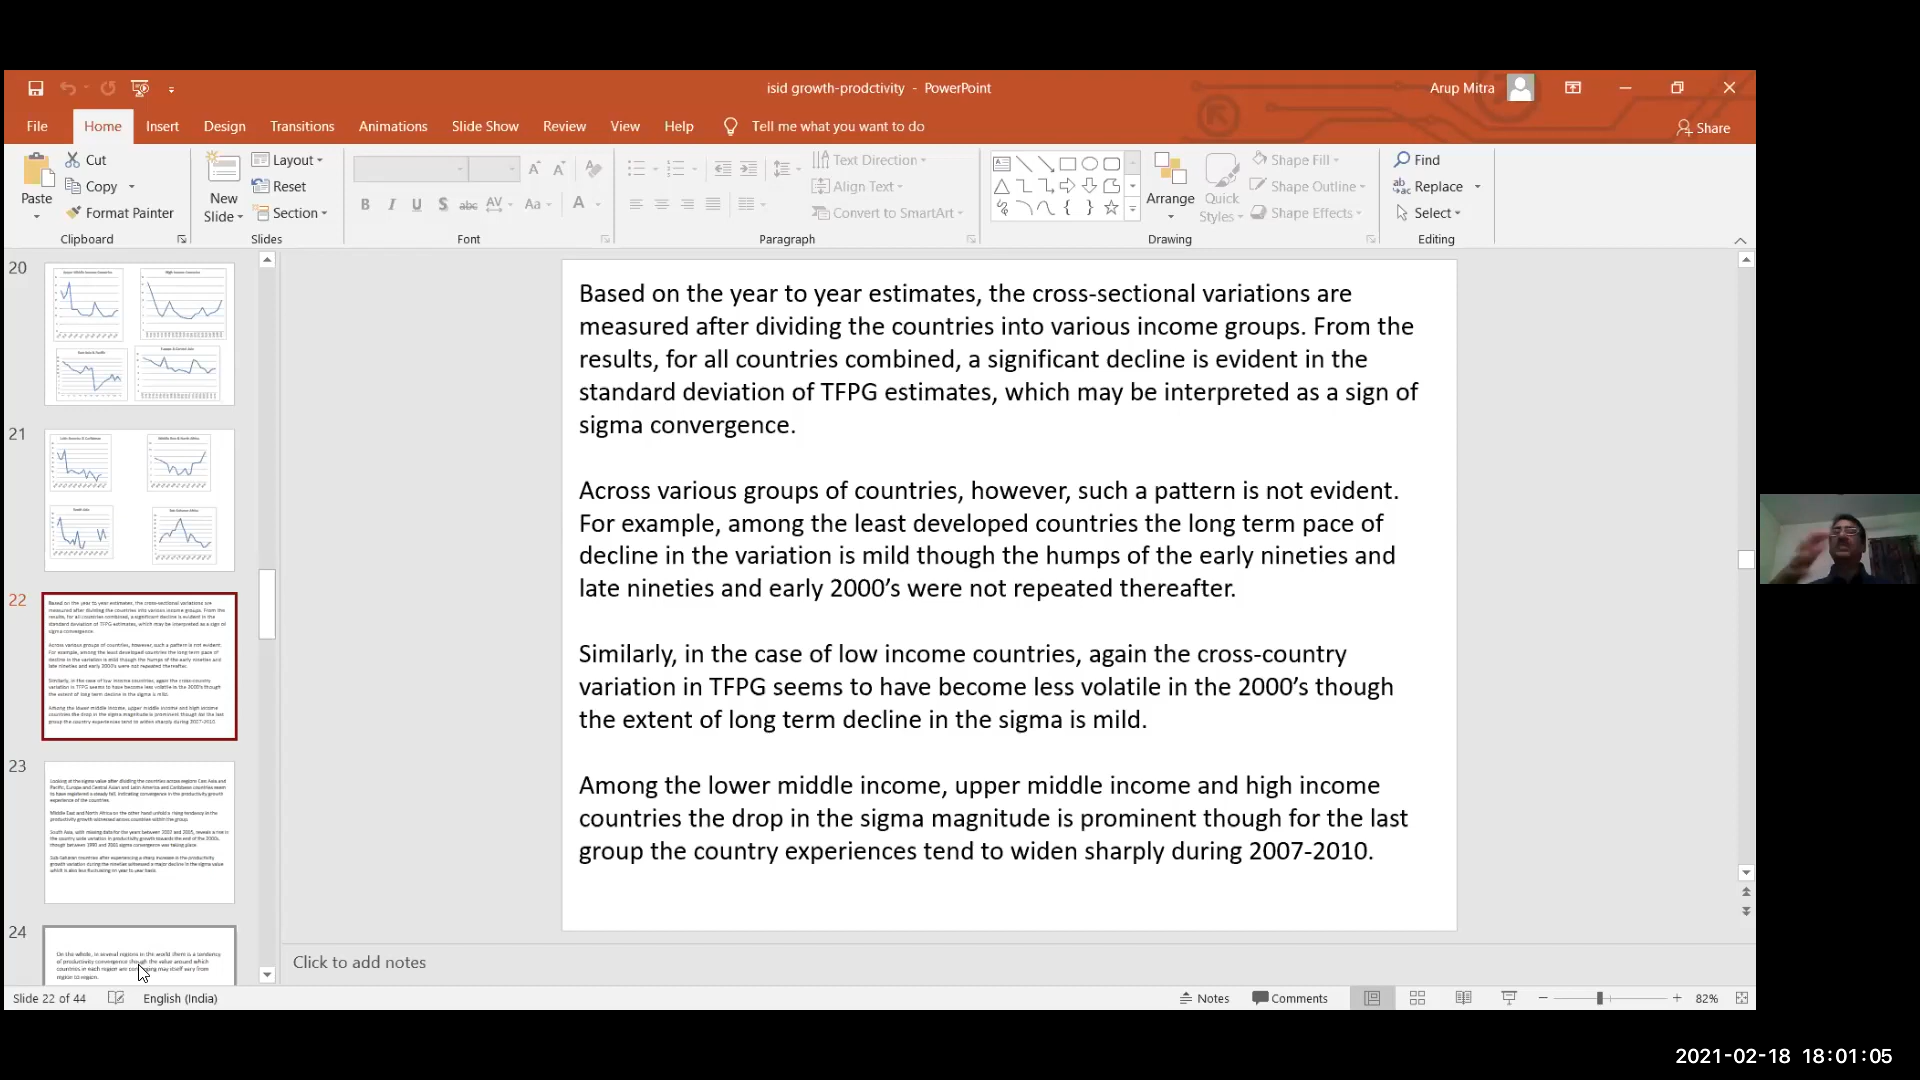 isid growth-prodctivity - PowerPoint
Arup Mitra
File Home Insert Design Transitions Animations Slide Show Review View Help Tell me what you want to do
Share
Paste
Cut
Copy
Format Painter
Clipboard
New Slide
Layout
Reset
Section
Slides
B I U S abc AV Aa A
Font
Text Direction
Align Text
Convert to SmartArt
Paragraph
Arrange
Quick Styles
Shape Fill
Shape Outline
Shape Effects
Drawing
Find
Replace
Select
Editing
20
21
22
23
24
Based on the year to year estimates, the cross-sectional variations are
measured after dividing the countries into various income groups. From the
results, for all countries combined, a significant decline is evident in the
standard deviation of TFPG estimates, which may be interpreted as a sign of
sigma convergence.
Across various groups of countries, however, such a pattern is not evident.
For example, among the least developed countries the long term pace of
decline in the variation is mild though the humps of the early nineties and
late nineties and early 2000’s were not repeated thereafter.
Similarly, in the case of low income countries, again the cross-country
variation in TFPG seems to have become less volatile in the 2000’s though
the extent of long term decline in the sigma is mild.
Among the lower middle income, upper middle income and high income
countries the drop in the sigma magnitude is prominent though for the last
group the country experiences tend to widen sharply during 2007-2010.
Click to add notes
Slide 22 of 44
English (India)
Notes
Comments
82%
2021-02-18 18:01:05